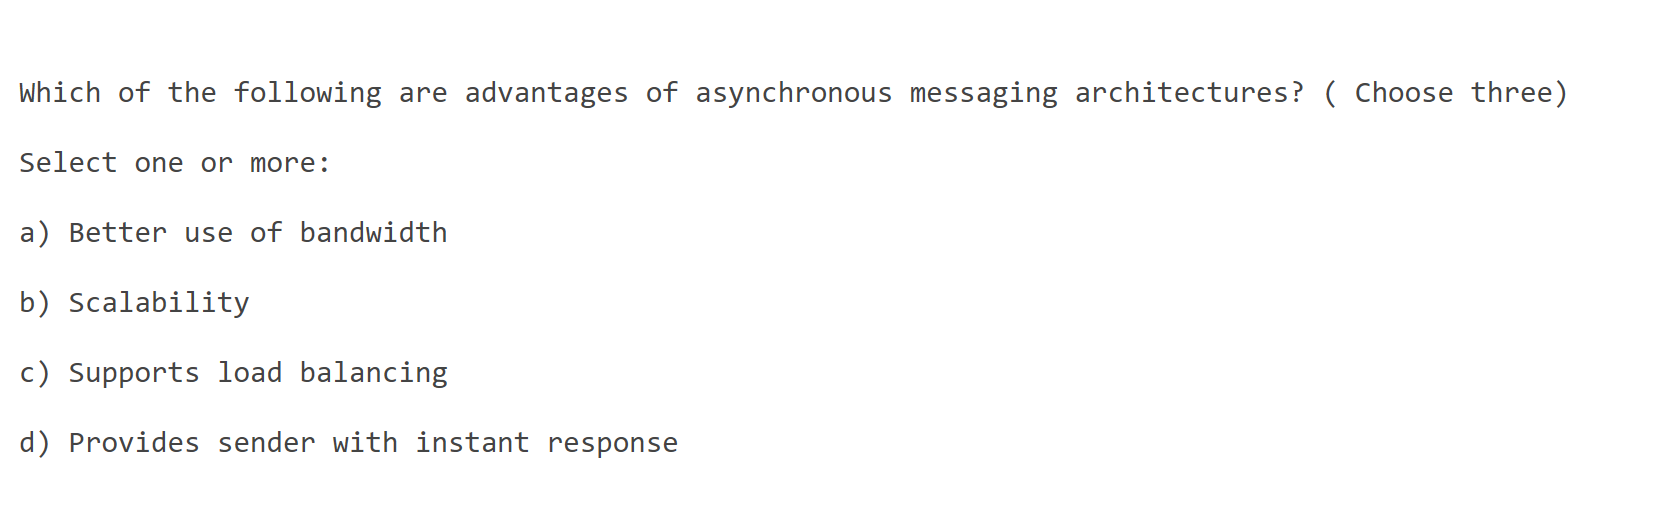 Which of the following are advantages of asynchronous messaging architectures? ( Choose three)
Select one or more:
a) Better use of bandwidth
b) Scalability
c) Supports load balancing
d) Provides sender with instant response